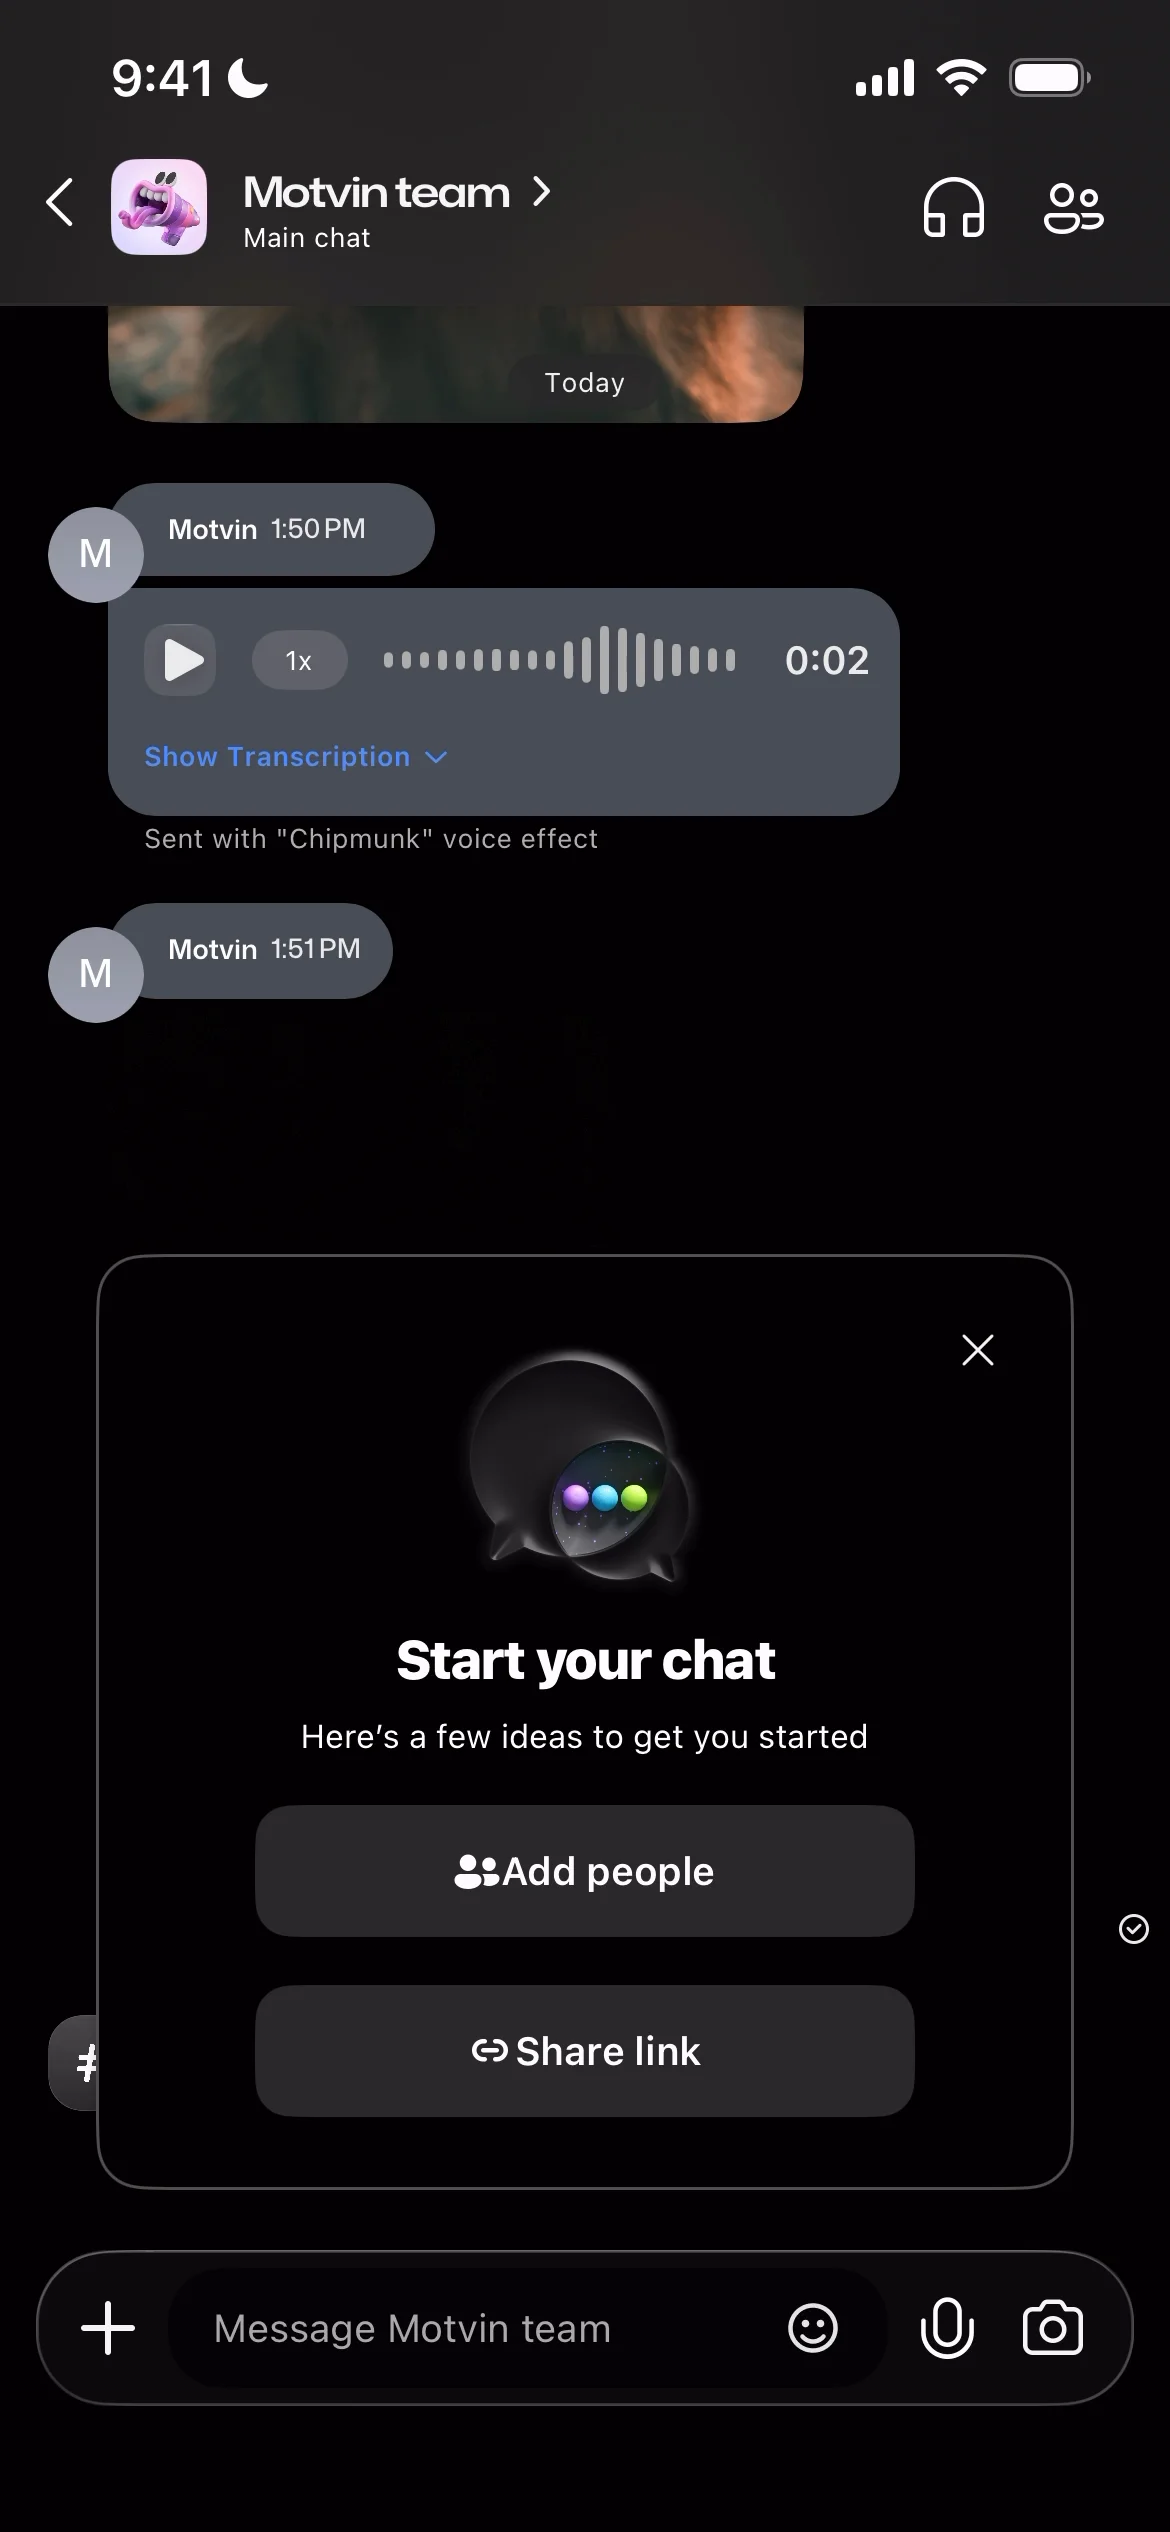 9:41
Motvin team
Main chat
Today
M
Motvin 1:50 PM
1x
0:02
Show Transcription
Sent with "Chipmunk" voice effect
M
Motvin 1:51 PM
Start your chat
Here’s a few ideas to get you started
Add people
Share link
#
Message Motvin team